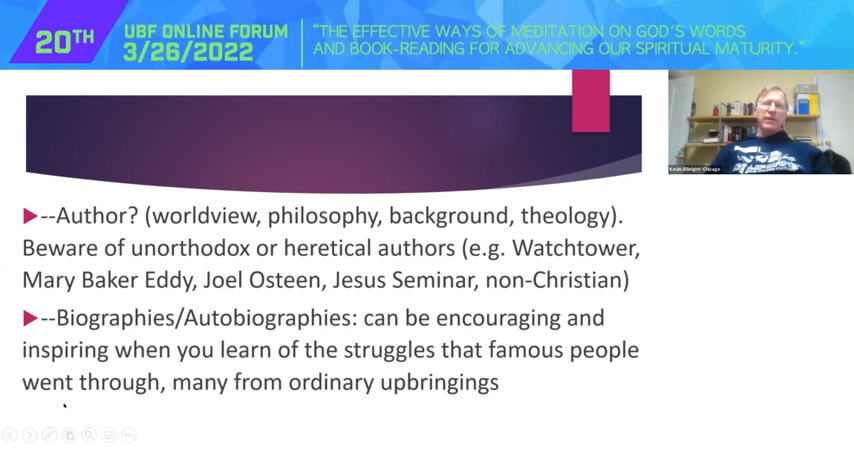 20TH
UBF ONLINE FORUM
3/26/2022
"THE EFFECTIVE WAYS OF MEDITATION ON GOD'S WORDS
AND BOOK-READING FOR ADVANCING OUR SPIRITUAL MATURITY."
Kevin Albright- Chicago
--Author? (worldview, philosophy, background, theology).
Beware of unorthodox or heretical authors (e.g. Watchtower,
Mary Baker Eddy, Joel Osteen, Jesus Seminar, non-Christian)
--Biographies/Autobiographies: can be encouraging and
inspiring when you learn of the struggles that famous people
went through, many from ordinary upbringings